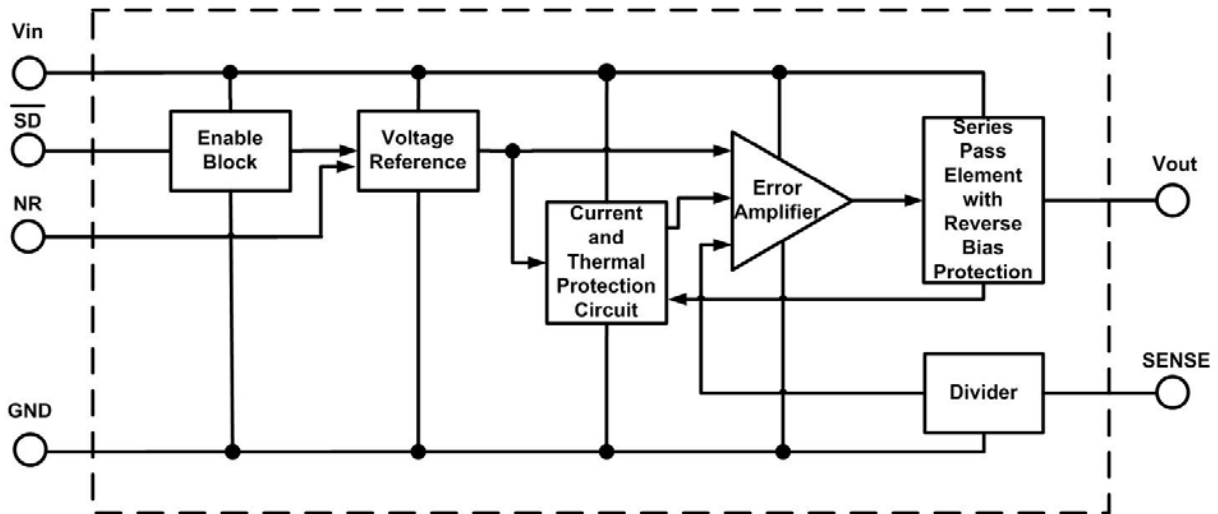 Vin
SD
NR
GND
Enable
Block
Voltage
Reference
Current
and
Thermal
Protection
Circuit
Error
Amplifier
Series
Pass
Element
with
Reverse
Bias
Protection
Divider
Vout
SENSE